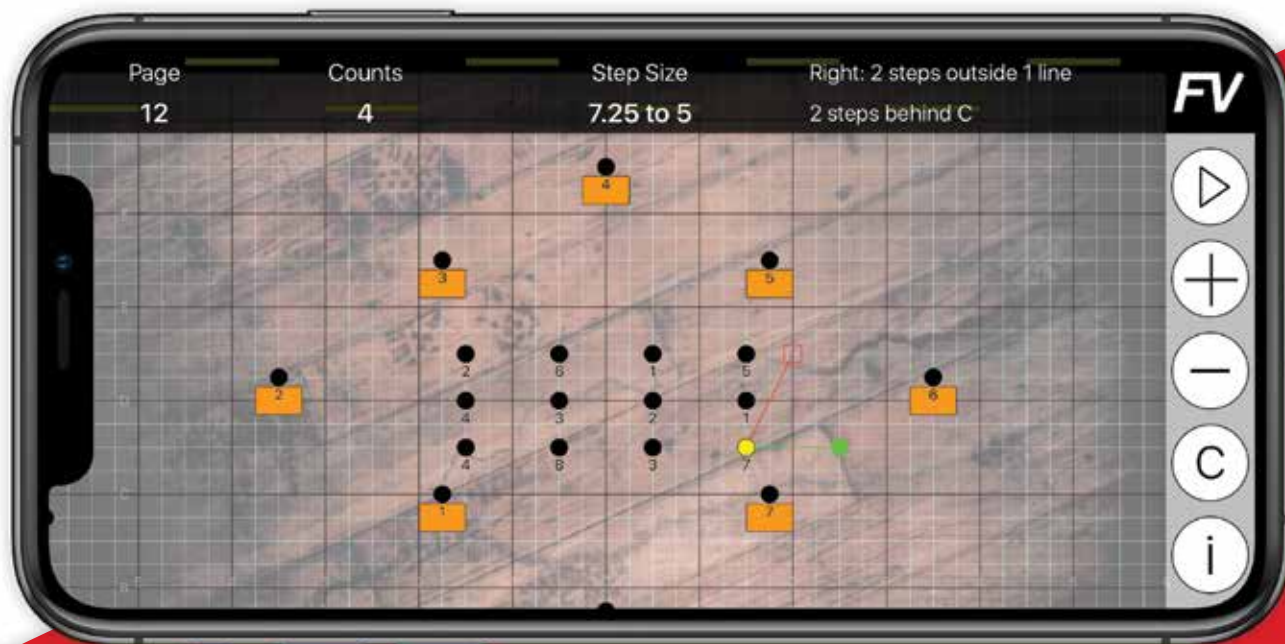 Page Counts Step Size Right: 2 steps outside 1 line
12 4 7.25 to 5 2 steps behind C
FV
4
3 5
2 6 1 5
2 6
4 3 2 1
4 8 3 7
1 7
C
i
D
C